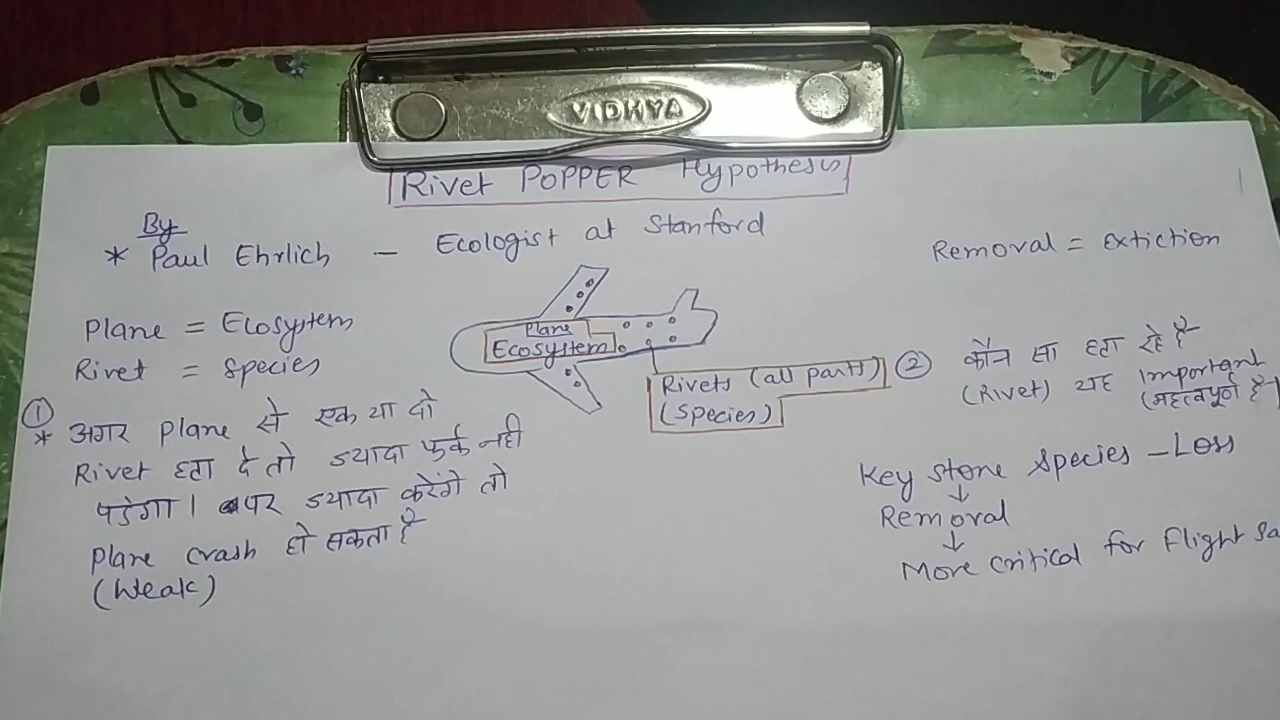 VIDHYA
Rivet POPPER Hypothesis
By
* Paul Ehrlich - Ecologist at Stanford
Removal = Extiction
Plane = Ecosystem
Rivet = Species
Plane
Ecosystem
Rivets (all parts)
(Species)
① * अगर Plane से एक या दो
Rivet हटा दे तो ज्यादा फर्क नही
पडेगा। पर ज्यादा करेंगे तो
Plane crash हो सकता है
(Weak)
② कौन सा हटा रहे है
(Rivet) यह Important
(महत्वपूर्ण है)
Key stone Species - Loss
↓
Removal
↓
More critical for Flight Sa